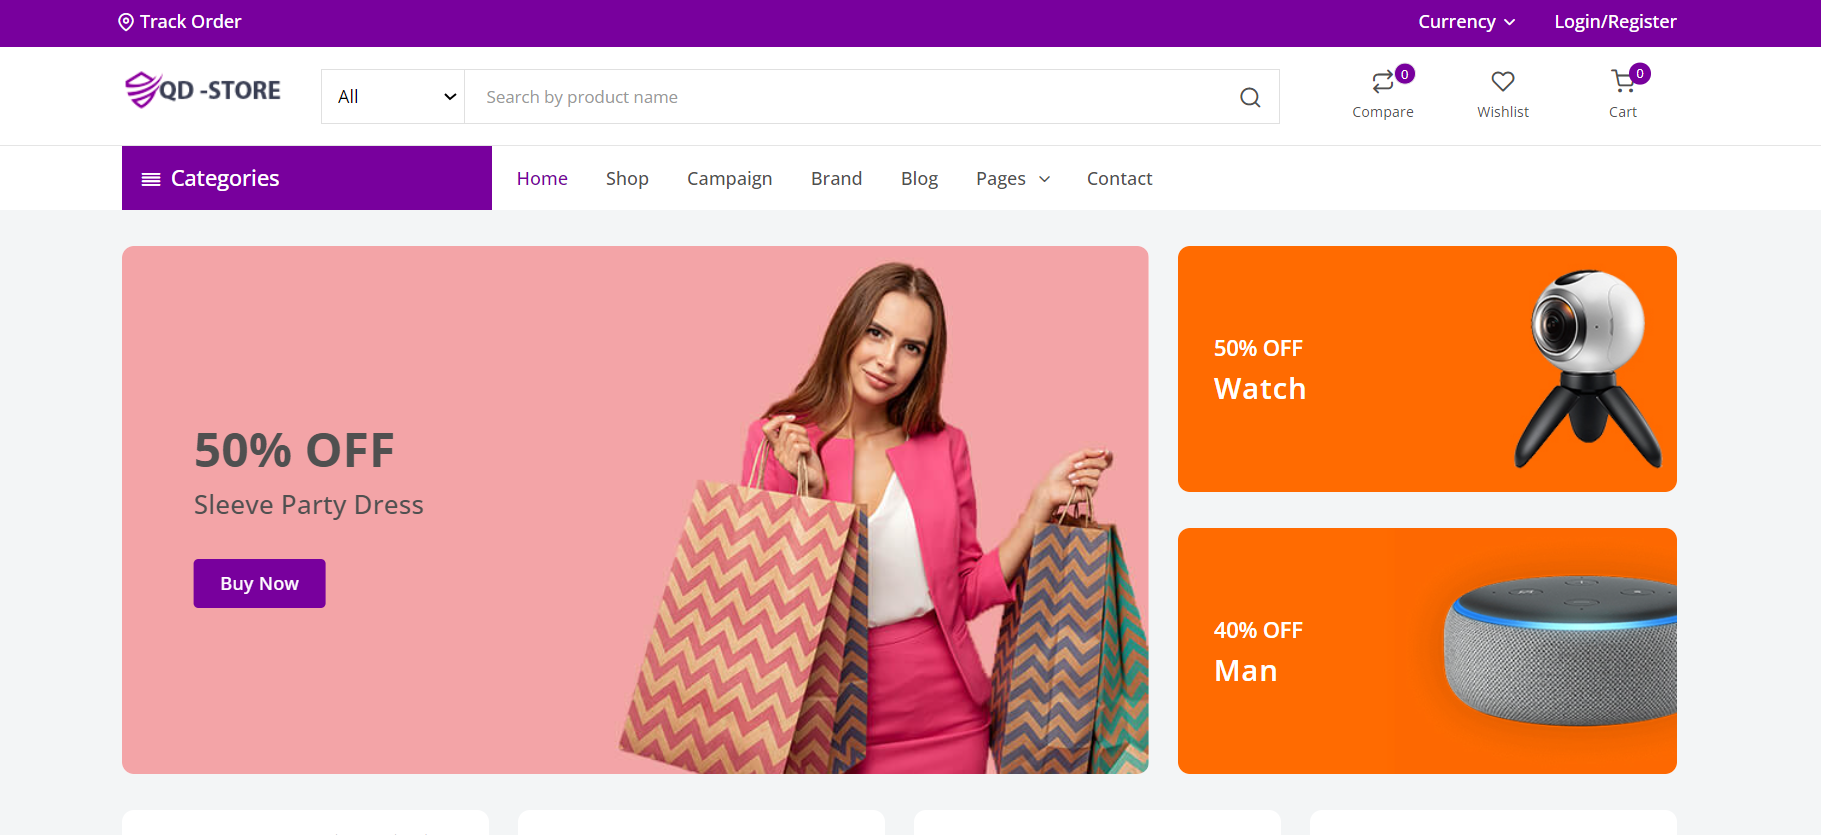 Track Order
Currency
Login/Register
QD -STORE
All
Search by product name
0
Compare
Wishlist
0
Cart
Categories
Home
Shop
Campaign
Brand
Blog
Pages
Contact
50% OFF
Sleeve Party Dress
Buy Now
50% OFF
Watch
40% OFF
Man